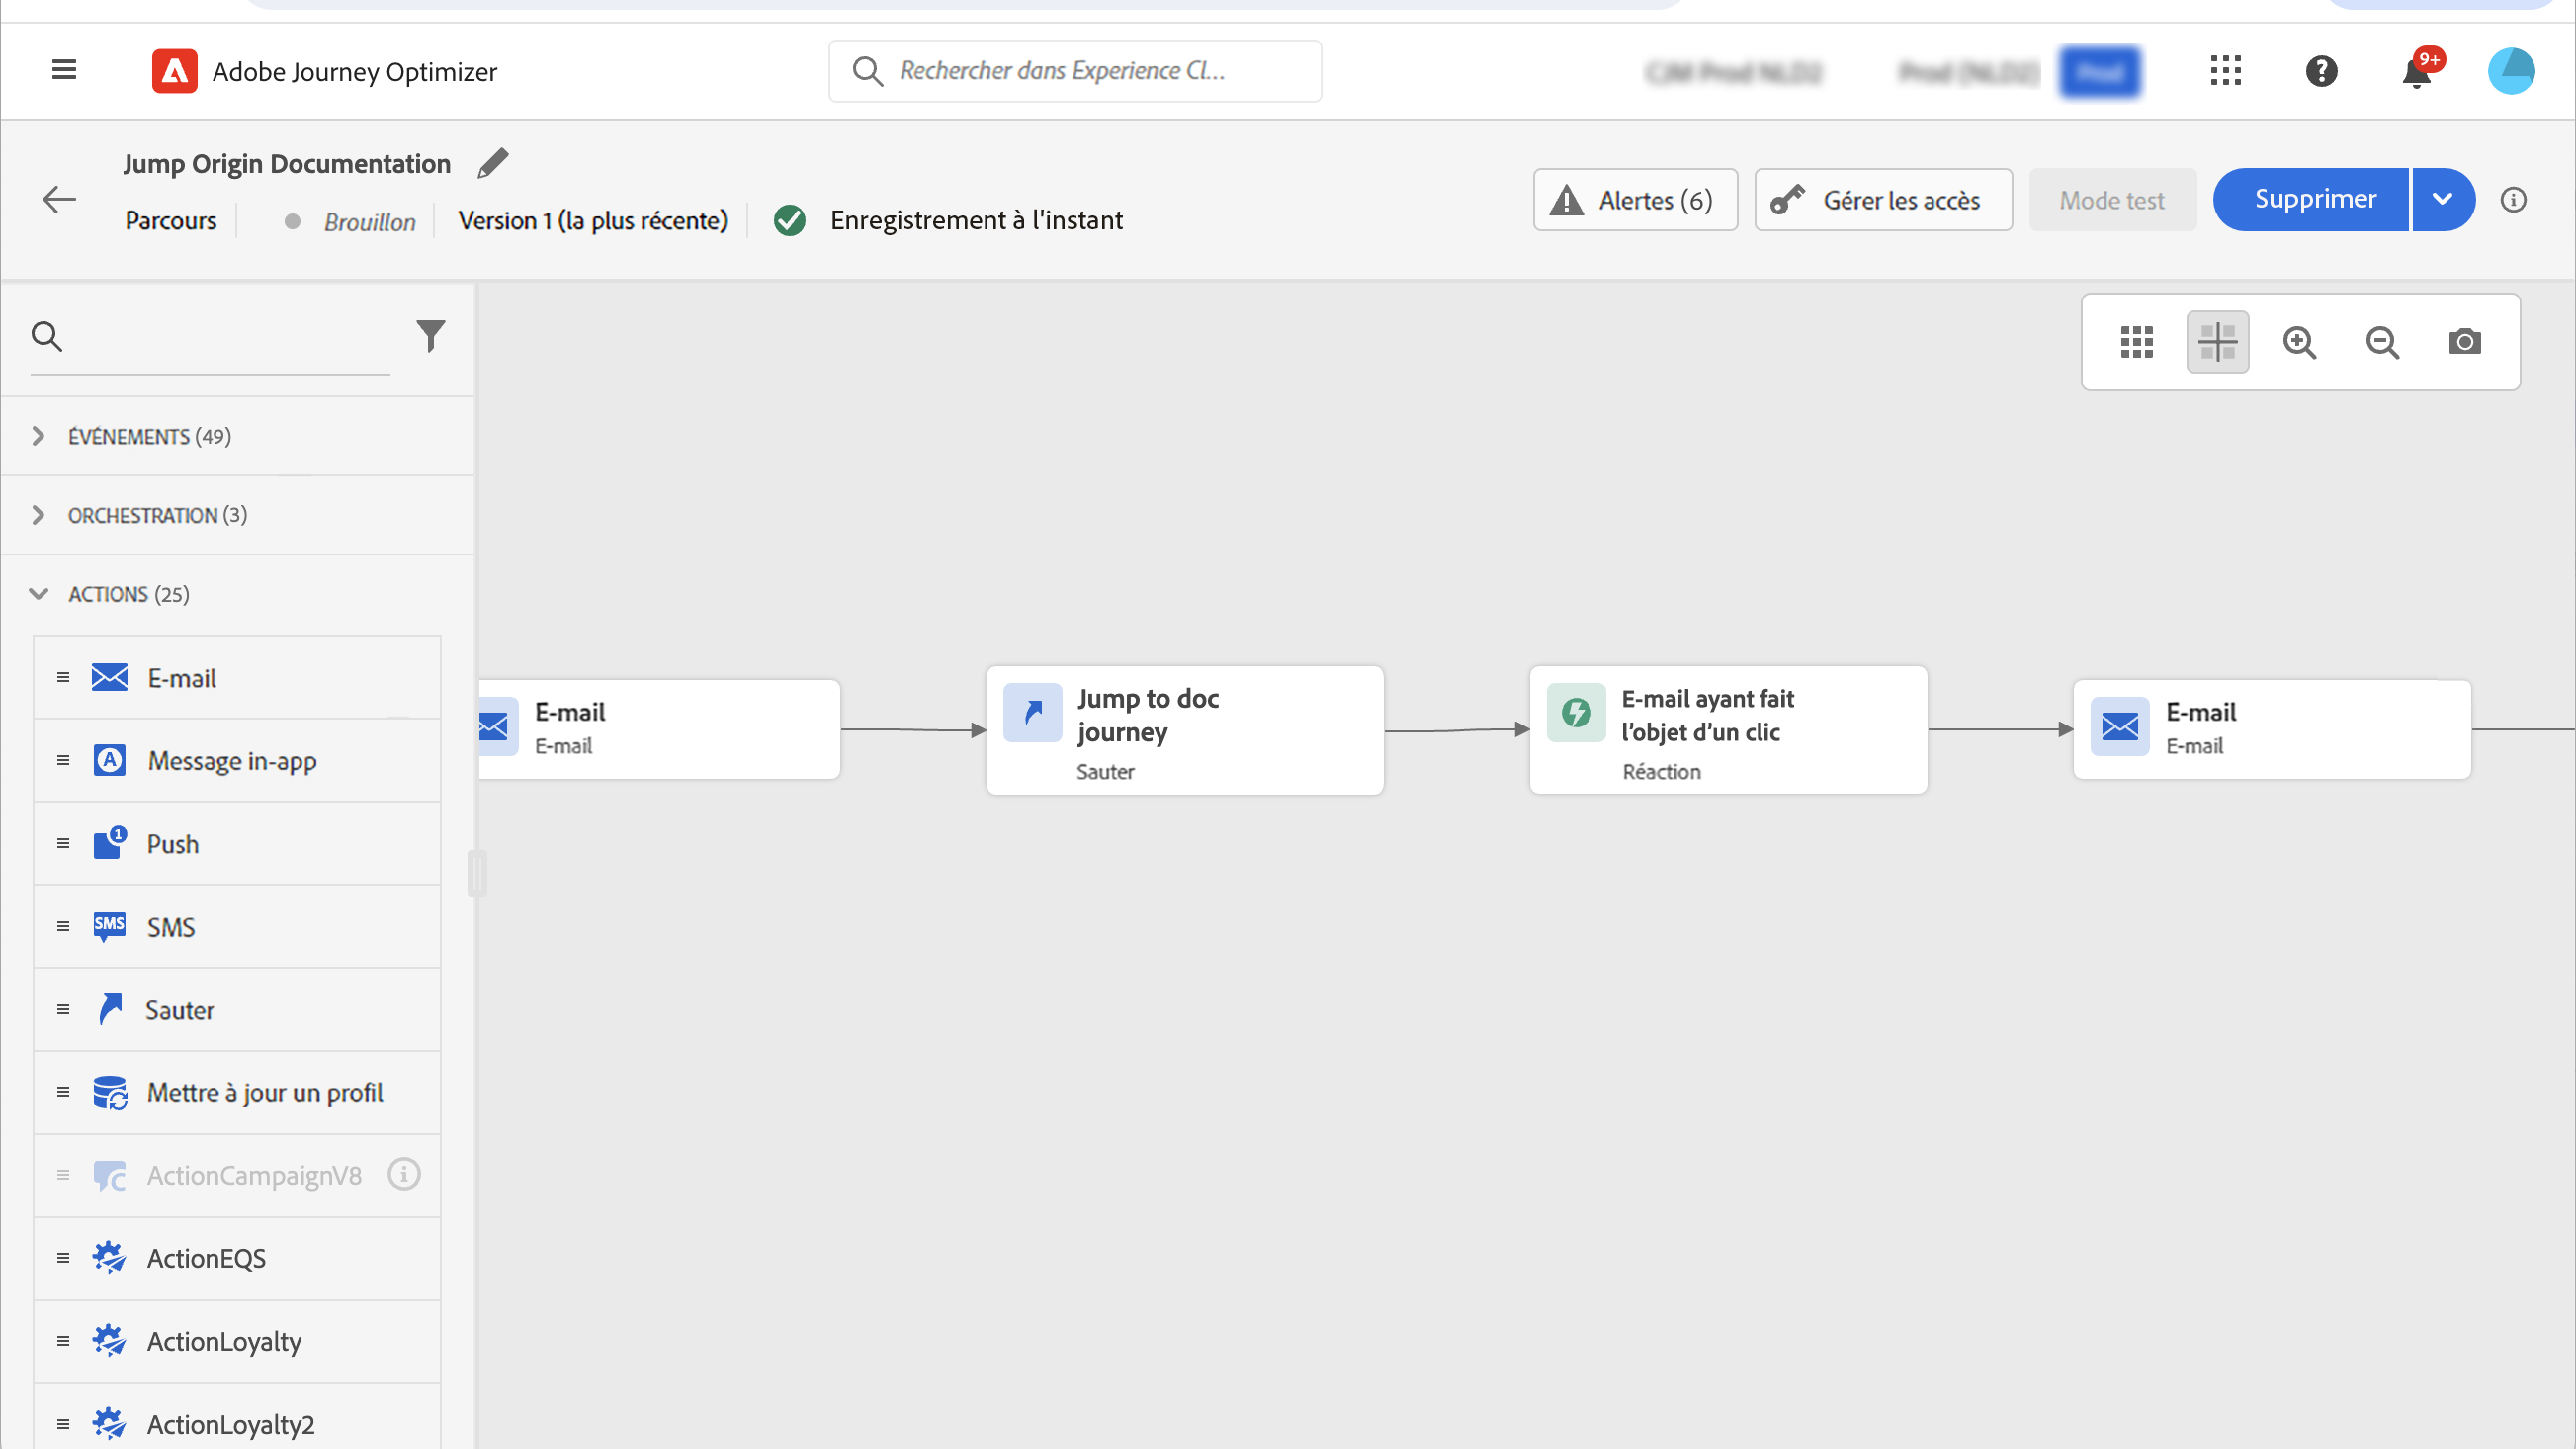 Adobe Journey Optimizer
Rechercher dans Experience Cl...
9+
Jump Origin Documentation
Parcours
Brouillon
Version 1 (la plus récente)
Enregistrement à l'instant
Alertes (6)
Gérer les accès
Mode test
Supprimer
ÉVÉNEMENTS (49)
ORCHESTRATION (3)
ACTIONS (25)
E-mail
Message in-app
Push
SMS
SMS
Sauter
Mettre à jour un profil
ActionCampaignV8
ActionEQS
ActionLoyalty
ActionLoyalty2
E-mail
E-mail
Jump to doc
journey
Sauter
E-mail ayant fait
l'objet d'un clic
Réaction
E-mail
E-mail